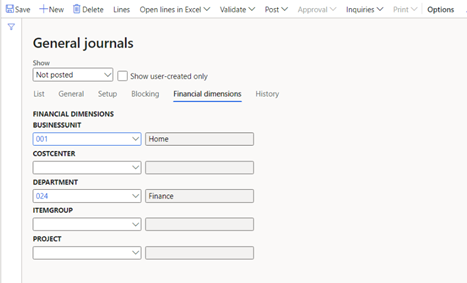 Save New Delete Lines Open lines in Excel Validate Post Approval Inquiries Print Options
General journals
Show
Not posted Show user-created only
List General Setup Blocking Financial dimensions History
FINANCIAL DIMENSIONS
BUSINESSUNIT
001 Home
COSTCENTER
DEPARTMENT
024 Finance
ITEMGROUP
PROJECT